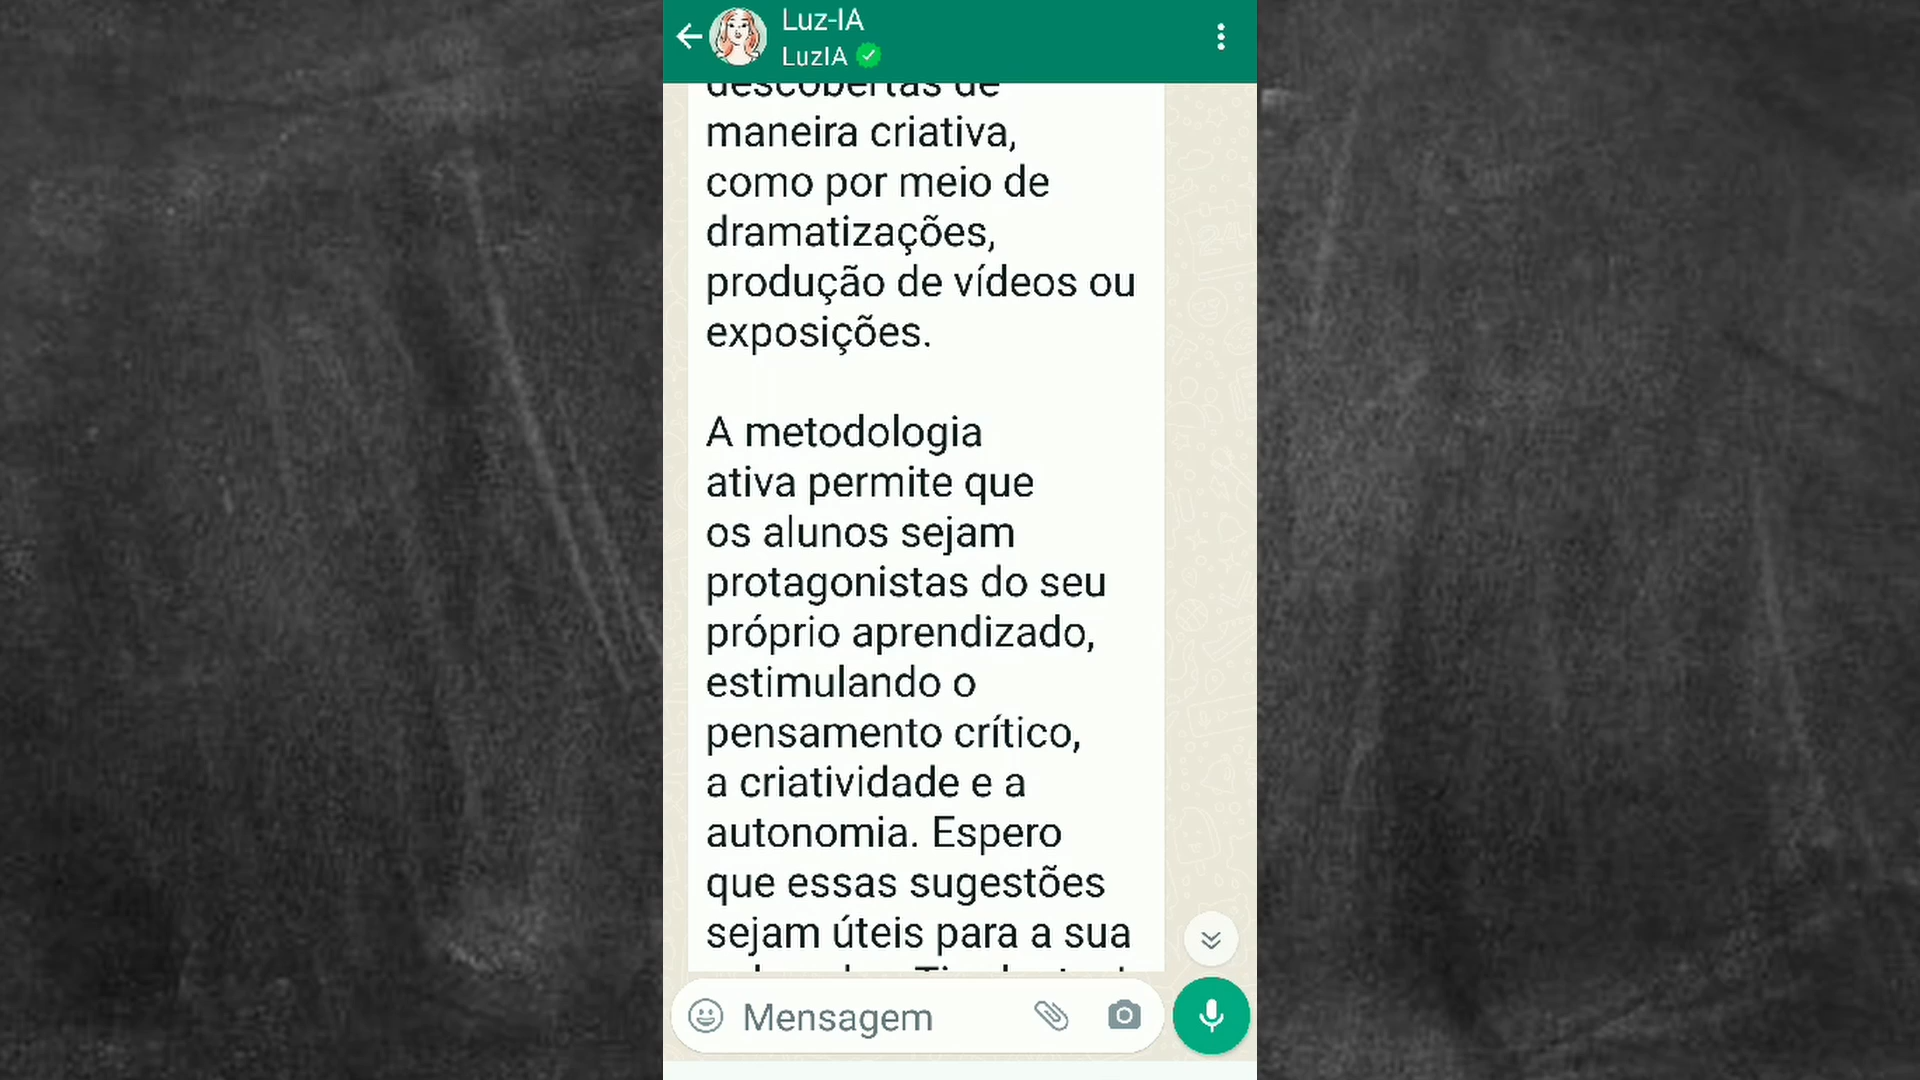 Luz-IA
LuzIA
descobertas de
maneira criativa,
como por meio de
dramatizações,
produção de vídeos ou
exposições.
A metodologia
ativa permite que
os alunos sejam
protagonistas do seu
próprio aprendizado,
estimulando o
pensamento crítico,
a criatividade e a
autonomia. Espero
que essas sugestões
sejam úteis para a sua
Mensagem